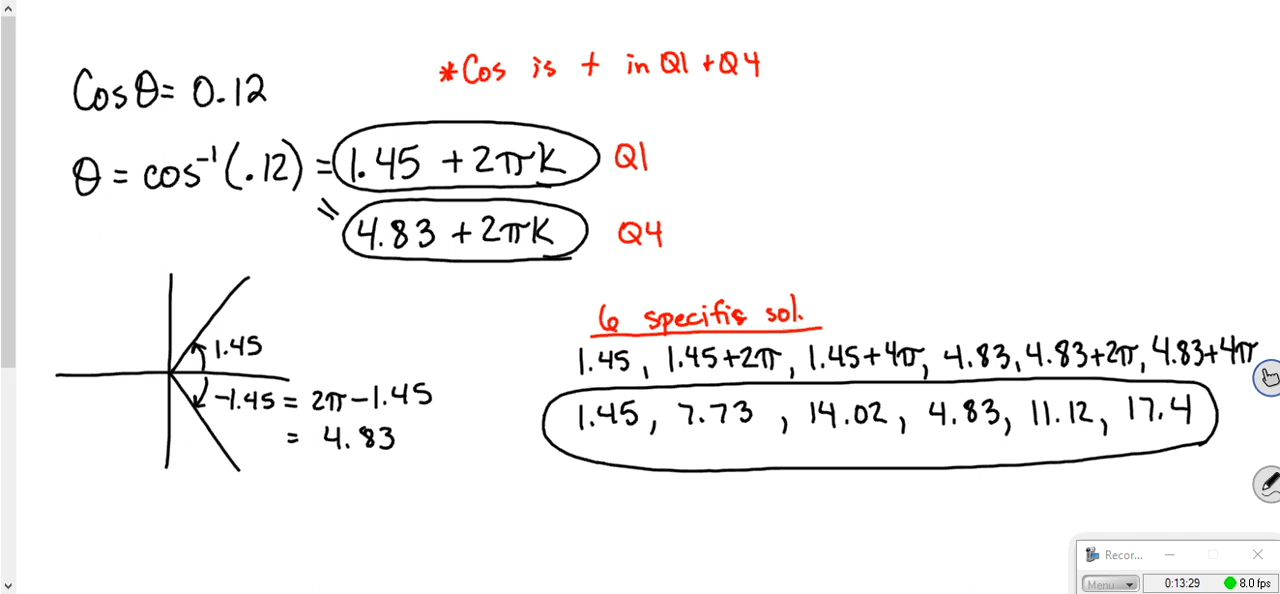 *Cos is + in Q1 + Q4
Cos θ = 0.12
θ = cos⁻¹(.12) = 1.45 + 2πK Q1
= 4.83 + 2πK Q4
1.45
-1.45 = 2π - 1.45
= 4.83
6 specific sol.
1.45, 1.45+2π, 1.45+4π, 4.83, 4.83+2π, 4.83+4π
1.45, 7.73, 14.02, 4.83, 11.12, 17.4
Recor...
Menu 0:13:29 8.0 fps